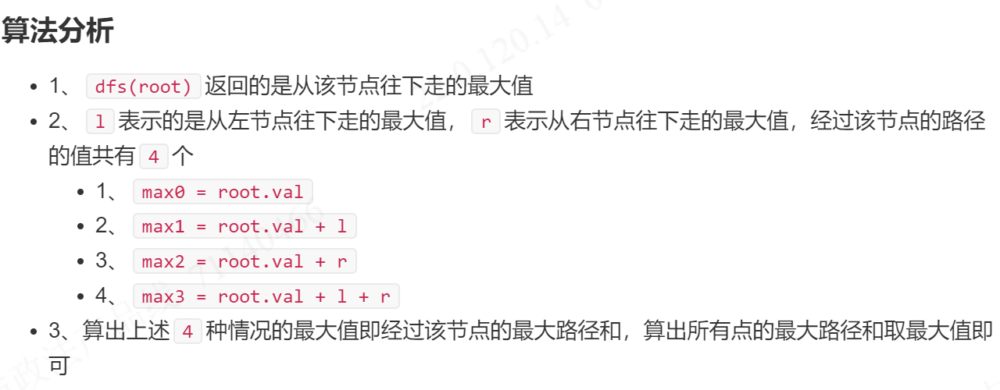 算法分析
1、 dfs(root) 返回的是从该节点往下走的最大值
2、 l 表示的是从左节点往下走的最大值， r 表示从右节点往下走的最大值，经过该节点的路径
的值共有 4 个
1、 max0 = root.val
2、 max1 = root.val + l
3、 max2 = root.val + r
4、 max3 = root.val + l + r
3、算出上述 4 种情况的最大值即经过该节点的最大路径和，算出所有点的最大路径和取最大值即
可